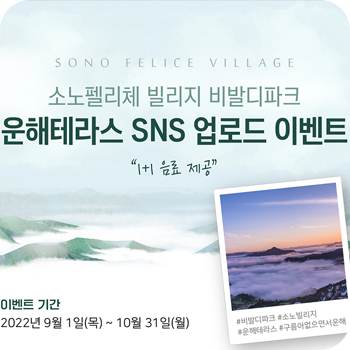 SONO FELICE VILLAGE
소노펠리체 빌리지 비발디파크
운해테라스 SNS 업로드 이벤트
“1+1 음료 제공”
#비발디파크 #소노빌리지
#운해테라스 #구름아없으면서운해
이벤트 기간
2022년 9월 1일(목) ~ 10월 31일(월)